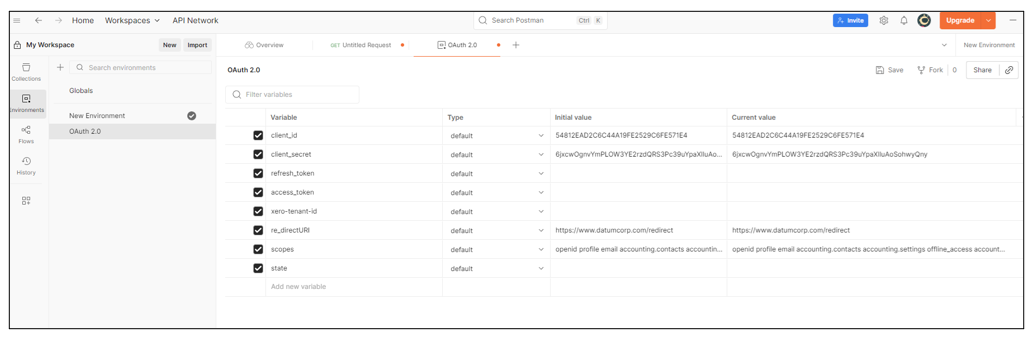 Home Workspaces API Network Search Postman Ctrl K Invite Upgrade
My Workspace New Import Overview GET Untitled Request OAuth 2.0 New Environment
Collections
Search environments
OAuth 2.0 Save Fork 0 Share
Globals
Filter variables
Environments
New Environment
OAuth 2.0
Flows
History
Variable Type Initial value Current value
client_id default 54812EAD2C6C44A19FE2529C6FE571E4 54812EAD2C6C44A19FE2529C6FE571E4
client_secret default 6jxcwOgnvYmPLOW3YE2rzdQRS3Pc39uYpaXlluAo... 6jxcwOgnvYmPLOW3YE2rzdQRS3Pc39uYpaXlluAoSohwyQny
refresh_token default
access_token default
xero-tenant-id default
re_directURI default https://www.datumcorp.com/redirect https://www.datumcorp.com/redirect
scopes default openid profile email accounting.contacts accountin... openid profile email accounting.contacts accounting.settings offline_access account...
state default
Add new variable